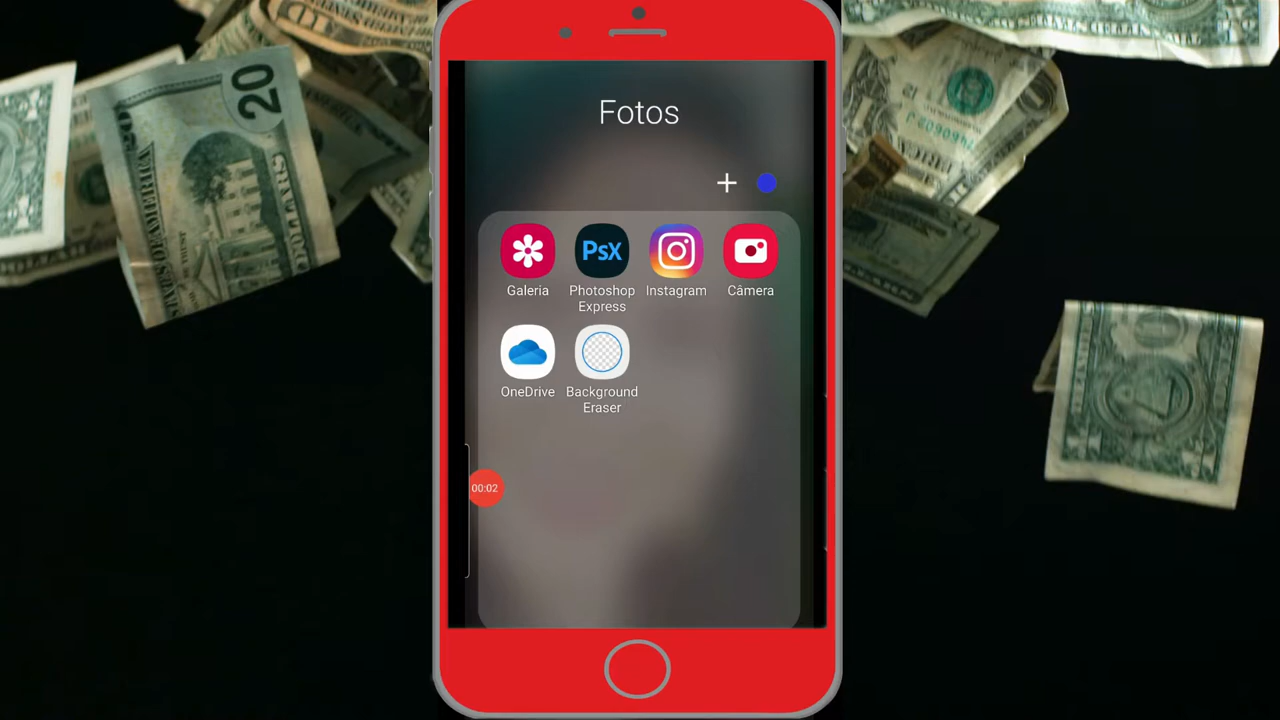 Fotos
PsX
Galeria
Photoshop
Express
Instagram
Câmera
OneDrive
Background
Eraser
00:02
20